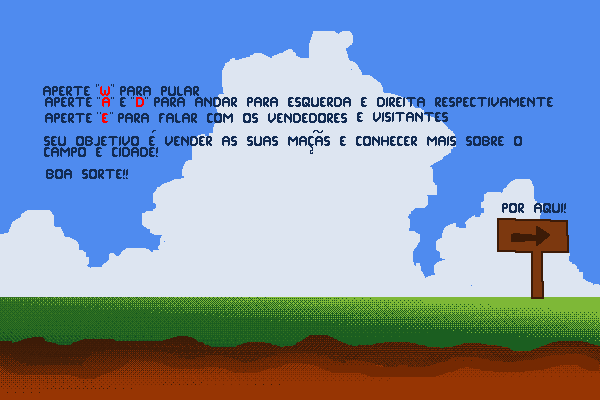 APERTE "W" PARA PULAR
APERTE "A" E "D" PARA ANDAR PARA ESQUERDA E DIREITA RESPECTIVAMENTE
APERTE "E" PARA FALAR COM OS VENDEDORES E VISITANTES
SEU OBJETIVO É VENDER AS SUAS MAÇÃS E CONHECER MAIS SOBRE O
CAMPO E CIDADE!
BOA SORTE!!
POR AQUI!